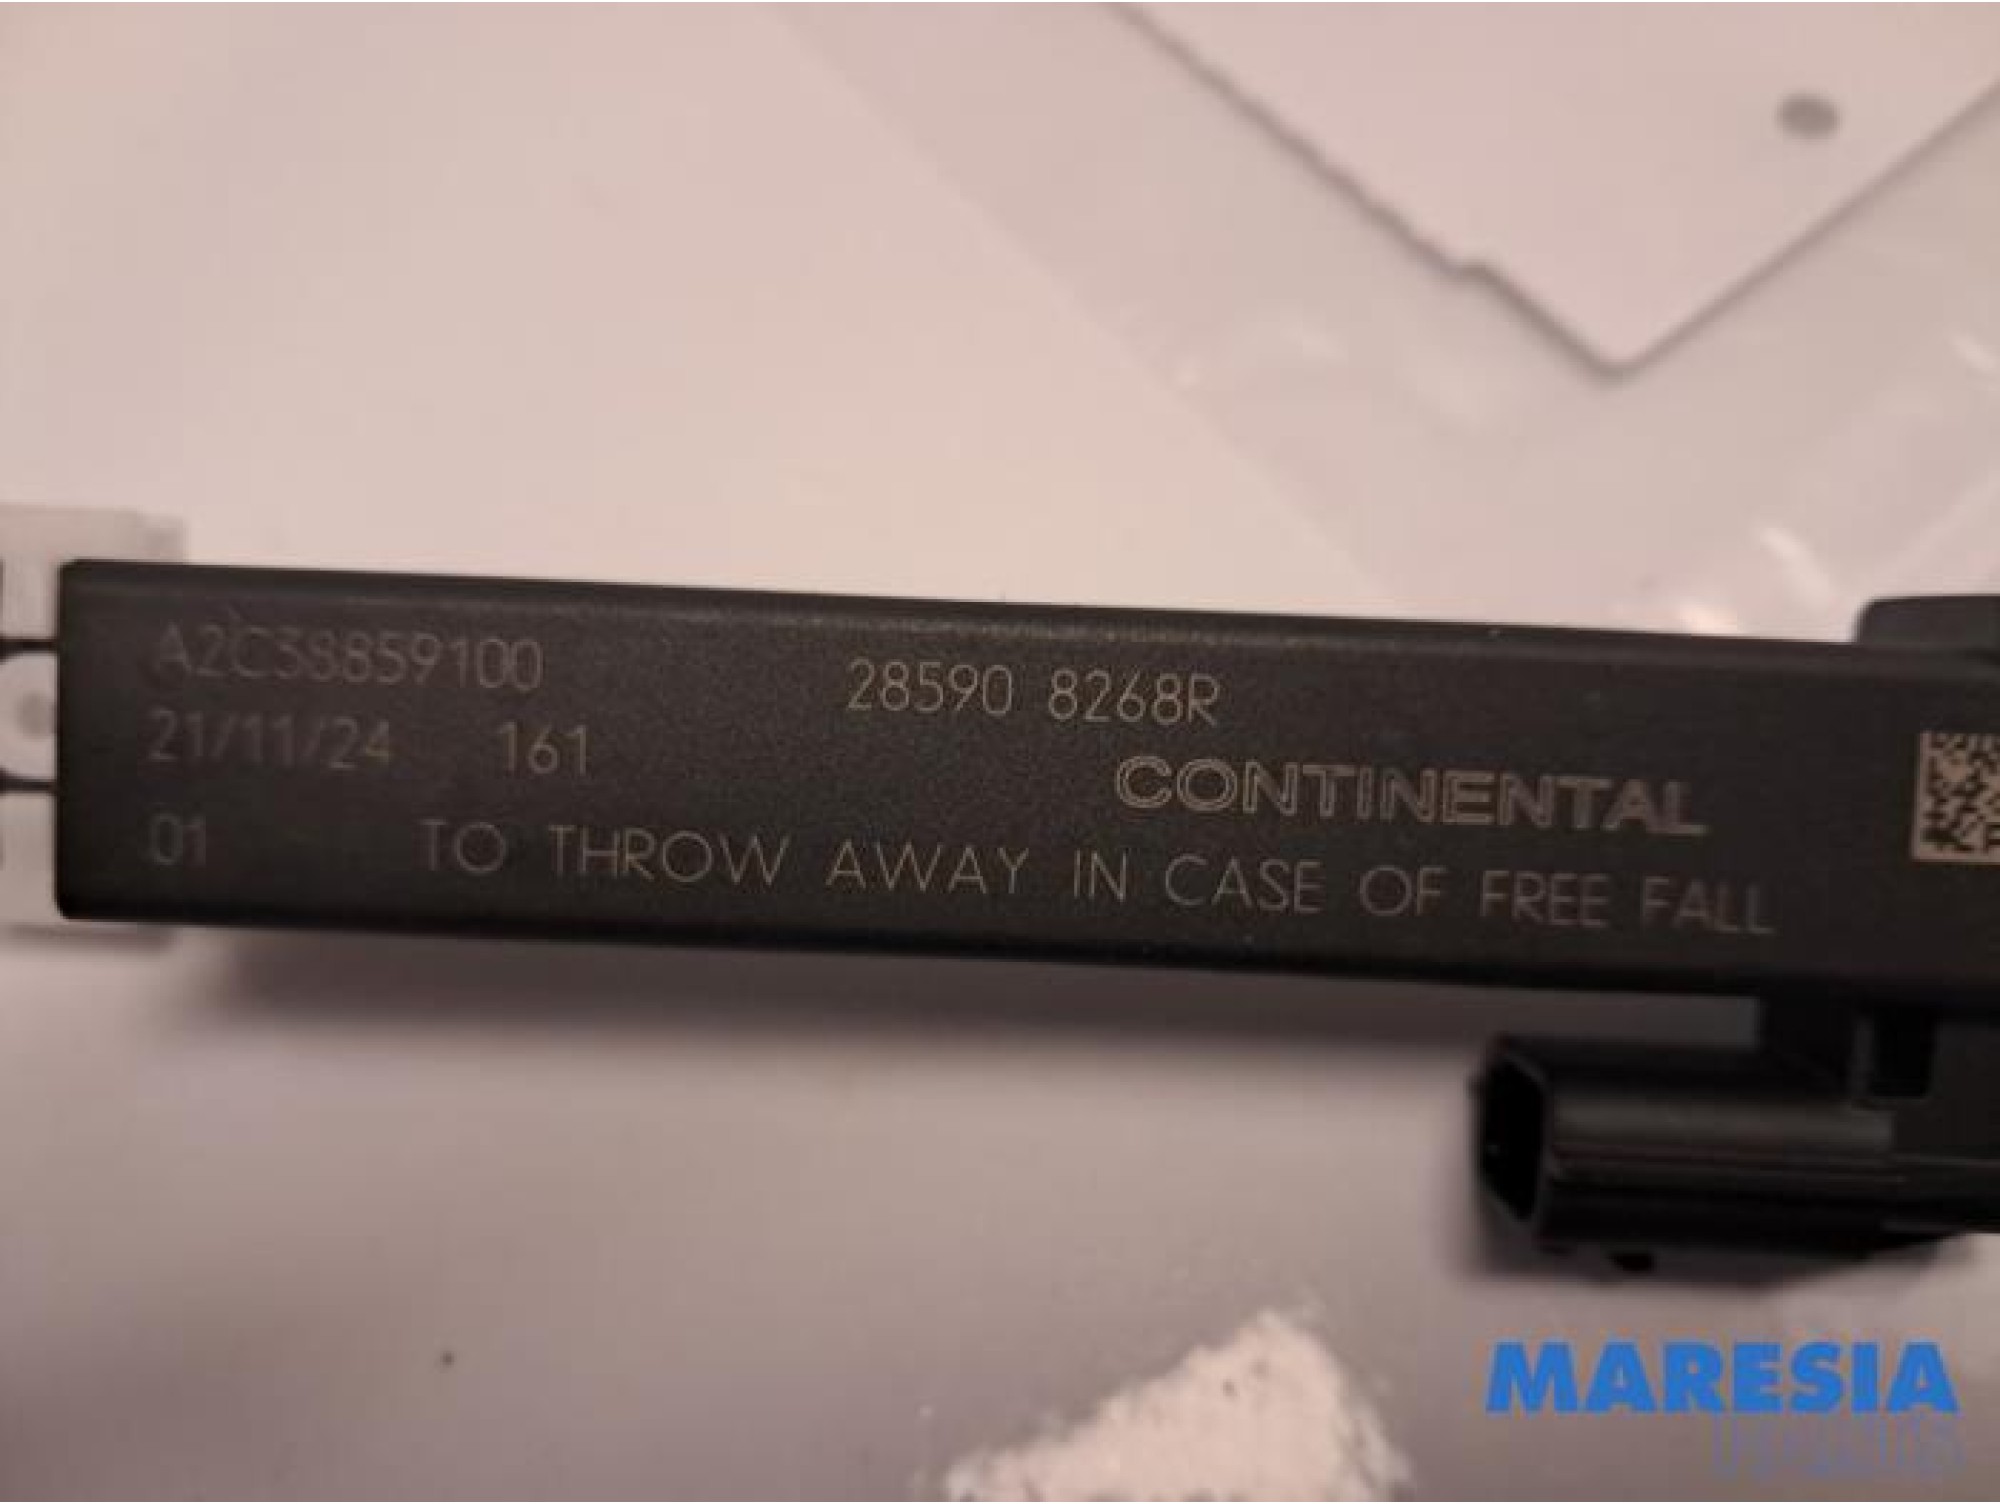 A2C38859100
28590 8268R
21/11/24 161
CONTINENTAL
01 TO THROW AWAY IN CASE OF FREE FALL
MARESIA